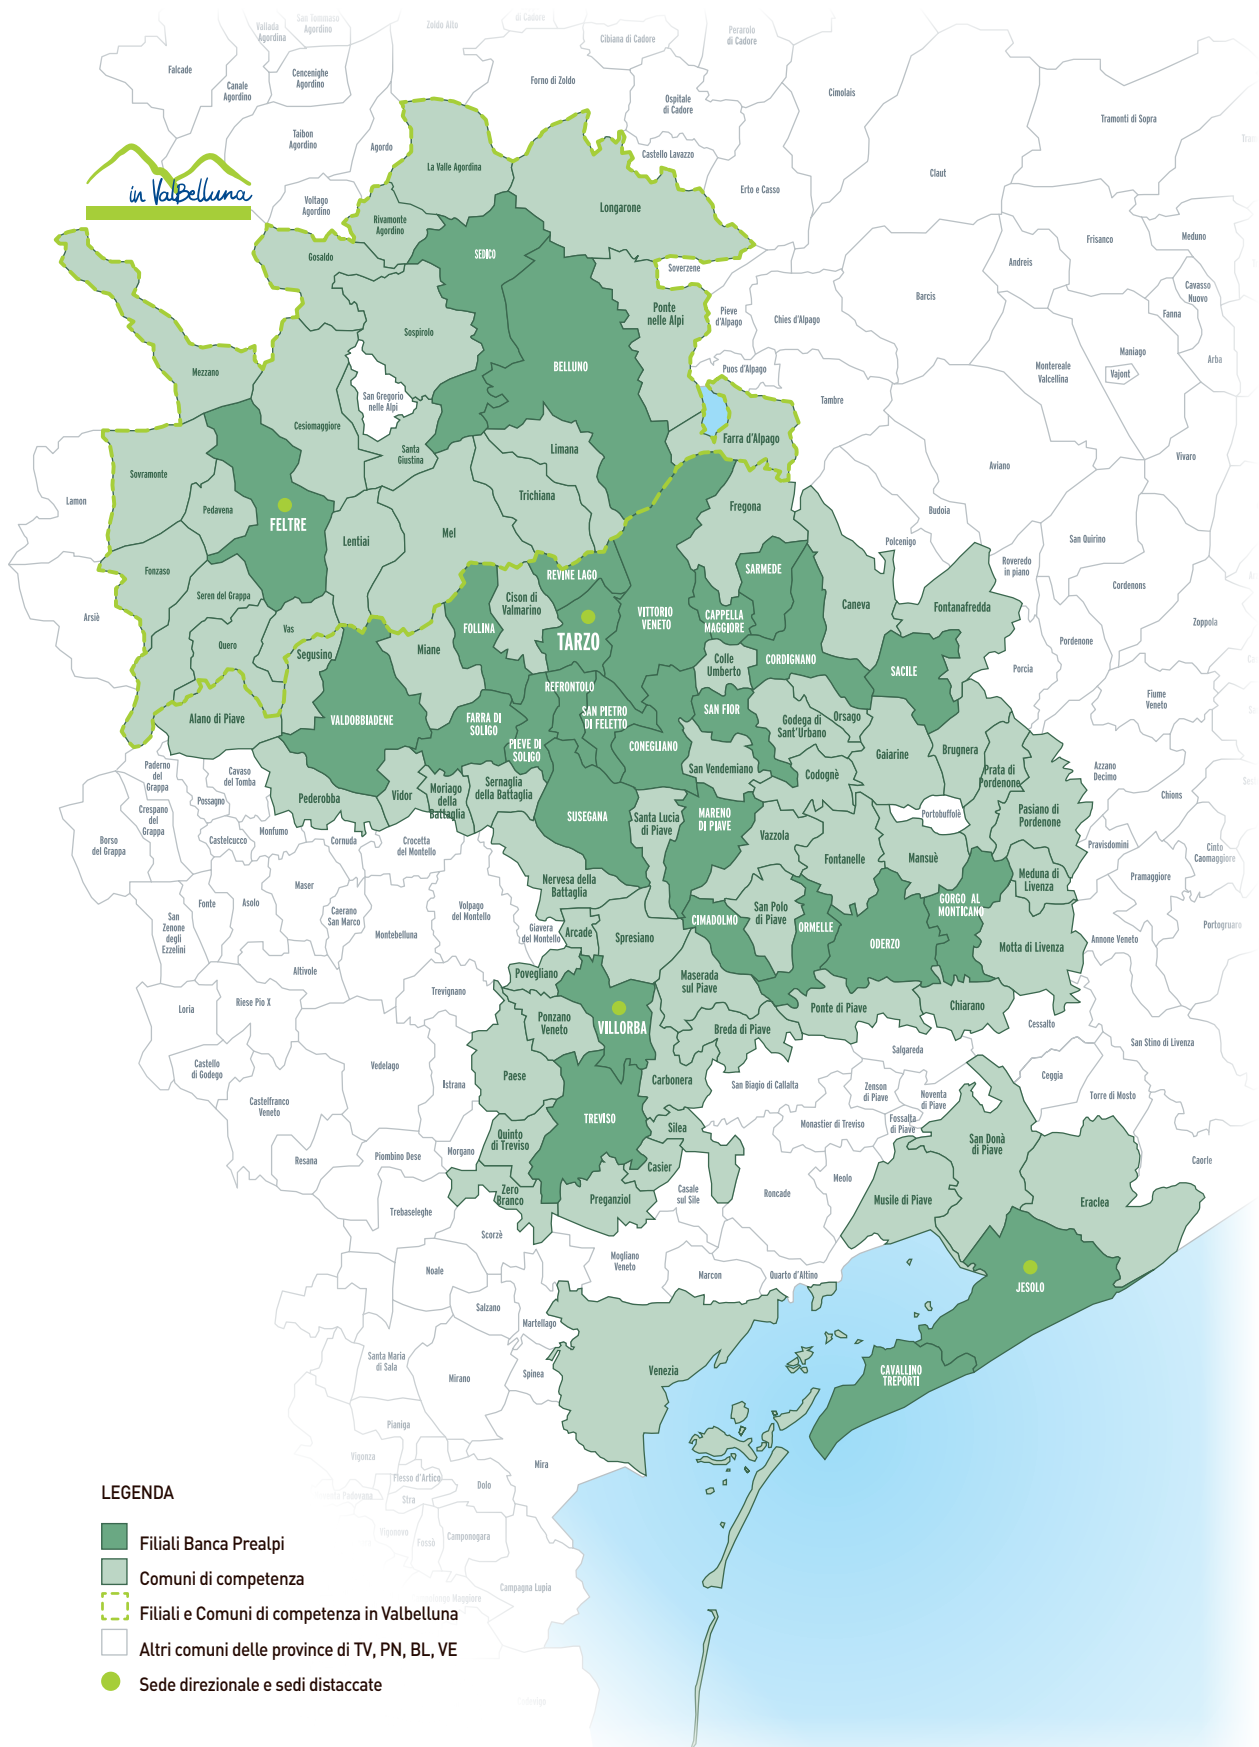 San Tommaso
Agordino
Vallada
Agordina
Zoldo Alto
di Cadore
Cibiana di Cadore
Perarolo
di Cadore
Falcade
Canale
Agordino
Cencenighe
Agordino
Forno di Zoldo
Ospitale
di Cadore
Cimolais
Tramonti di Sopra
Taibon
Agordino
Agordo
La Valle Agordina
Castello Lavazzo
Claut
Erto e Casso
in ValBelluna
Voltago
Agordino
Rivamonte
Agordino
Longarone
Frisanco
Meduno
Gosaldo
SEDICO
Soverzene
Andreis
Barcis
Cavasso
Nuovo
Fanna
Ponte
nelle Alpi
Pieve
d'Alpago
Chies d'Alpago
Sospirolo
Maniago
Arba
Mezzano
BELLUNO
Puos d'Alpago
Montereale
Valcellina
Vajont
San Gregorio
nelle Alpi
Tambre
Cesiomaggiore
Santa
Giustina
Limana
Farra d'Alpago
Aviano
Vivaro
Sovramonte
Lamon
Pedavena
FELTRE
Trichiana
Fregona
Budoia
Lentiai
Mel
Polcenigo
San Quirino
Fonzaso
REVINE LAGO
SARMEDE
Roveredo
in piano
Cordenons
Seren del Grappa
Cison di
Valmarino
Caneva
Fontanafredda
Arsiè
Vas
FOLLINA
TARZO
VITTORIO
VENETO
CAPPELLA
MAGGIORE
Zoppola
Quero
Segusino
Miane
Colle
Umberto
CORDIGNANO
SACILE
Pordenone
Porcia
REFRONTOLO
Alano di Piave
VALDOBBIADENE
FARRA DI
SOLIGO
SAN PIETRO
DI FELETTO
SAN FIOR
Godega di
Sant'Urbano
Orsago
Fiume
Veneto
PIEVE DI
SOLIGO
CONEGLIANO
Gaiarine
Brugnera
Paderno
del
Grappa
Cavaso
del Tomba
San Vendemiano
Codognè
Prata di
Pordenone
Azzano
Decimo
Possagno
Pederobba
Vidor
Moriago
della
Battaglia
Sernaglia
della Battaglia
Chions
Crespano
del
Grappa
Monfumo
SUSEGANA
Santa Lucia
di Piave
MARENO
DI PIAVE
Portobuffolè
Pasiano di
Pordenone
Borso
del Grappa
Castelcucco
Cornuda
Crocetta
del Montello
Vazzola
Fontanelle
Mansuè
Pravisdomini
Cinto
Caomaggiore
Maser
Nervesa della
Battaglia
Meduna di
Livenza
Pramaggiore
Fonte
Asolo
Caerano
San Marco
Volpago
del Montello
San Polo
di Piave
GORGO AL
MONTICANO
San
Zenone
degli
Ezzelini
Montebelluna
Giavera
del Montello
Arcade
Spresiano
CIMADOLMO
ORMELLE
ODERZO
Motta di Livenza
Annone Veneto
Portogruaro
Altivole
Povegliano
Maserada
sul Piave
Trevignano
Loria
Riese Pio X
Ponzano
Veneto
VILLORBA
Breda di Piave
Ponte di Piave
Chiarano
Cessalto
Castello
di Godego
Vedelago
Istrana
Paese
Carbonera
San Biagio di Callalta
Salgareda
San Stino di Livenza
Ceggia
Castelfranco
Veneto
Zenson
di Piave
Noventa
di Piave
Torre di Mosto
TREVISO
Silea
Monastier di Treviso
Fossalta
di Piave
San Donà
di Piave
Resana
Piombino Dese
Morgano
Quinto
di Treviso
Casier
Caorle
Zero
Branco
Preganziol
Casale
sul Sile
Roncade
Meolo
Musile di Piave
Eraclea
Trebaseleghe
Scorzè
Mogliano
Veneto
Noale
Marcon
Quarto d'Altino
JESOLO
Salzano
Martellago
Santa Maria
di Sala
Mirano
Spinea
Venezia
CAVALLINO
TREPORTI
Pianiga
Vigonza
Mira
Fiesso d'Artico
Dolo
Stra
Vigonovo
Fossò
Camponogara
Campagna Lupia
LEGENDA
Filiali Banca Prealpi
Comuni di competenza
Filiali e Comuni di competenza in Valbelluna
Altri comuni delle province di TV, PN, BL, VE
Sede direzionale e sedi distaccate